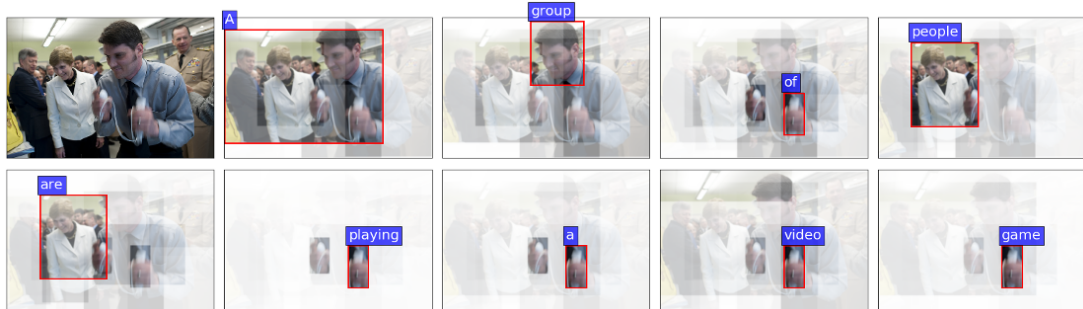 A
group
of
people
are
playing
a
video
game